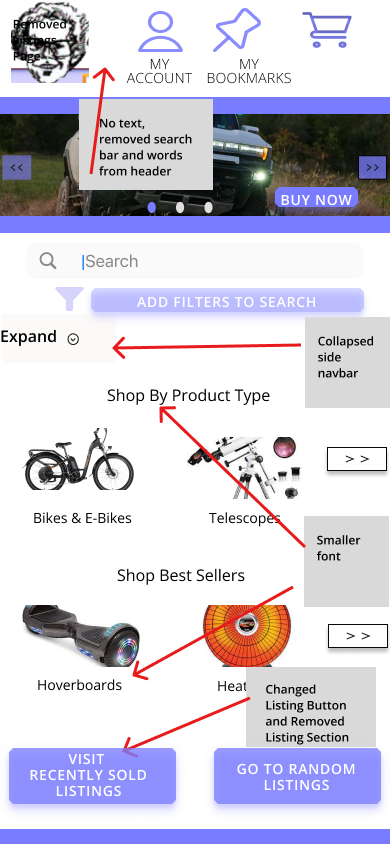 Removed
Listings
Page
MY
ACCOUNT
MY
BOOKMARKS
No text,
removed search
bar and words
from header
<<
>>
BUY NOW
Search
ADD FILTERS TO SEARCH
Expand
Collapsed
side
navbar
Shop By Product Type
> >
Bikes & E-Bikes
Telescopes
Smaller
font
Shop Best Sellers
> >
Hoverboards
Heat
Changed
Listing Button
and Removed
Listing Section
VISIT
RECENTLY SOLD
LISTINGS
GO TO RANDOM
LISTINGS